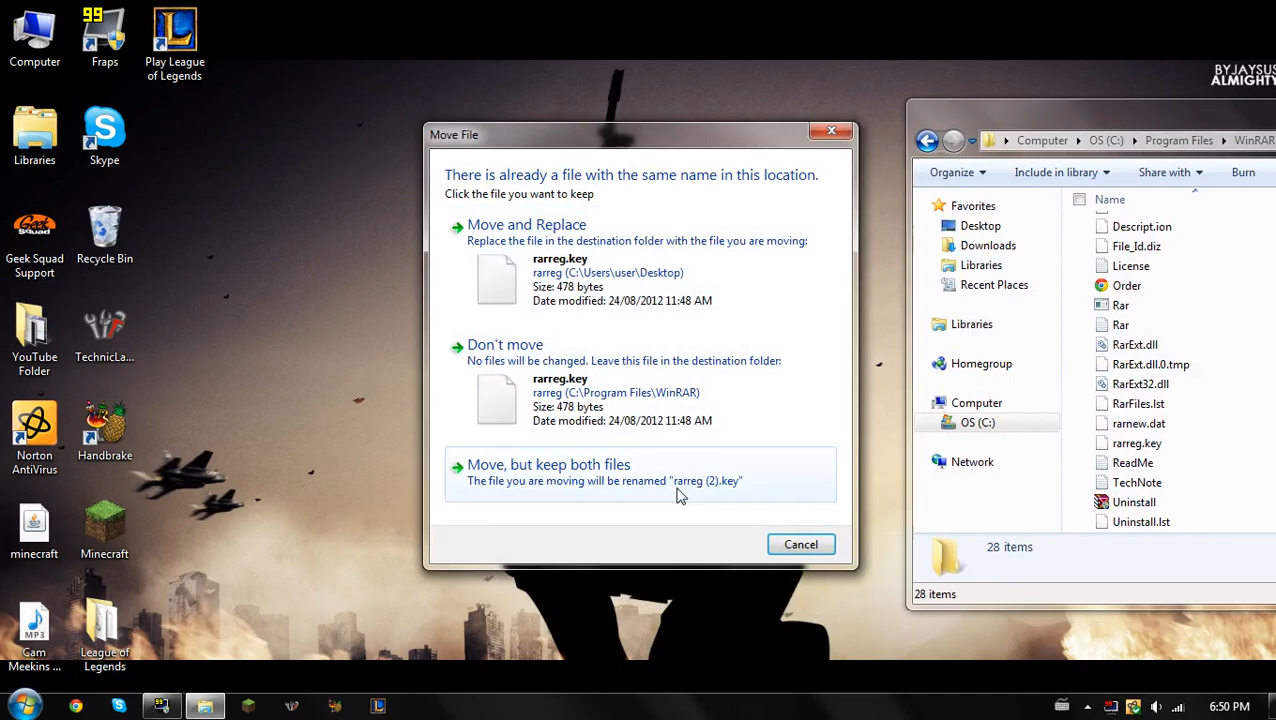 99
Computer
Fraps
Play League
of Legends
BYJAYSUS
ALMIGHTY
Libraries
Skype
Geek Squad
Geek Squad
Support
Recycle Bin
YouTube
Folder
TechnicLa...
Norton
AntiVirus
Handbrake
minecraft
Minecraft
MP3
Cam
Meekins ...
League of
Legends
Move File
There is already a file with the same name in this location.
Click the file you want to keep
Move and Replace
Replace the file in the destination folder with the file you are moving:
rarreg.key
rarreg (C:\Users\user\Desktop)
Size: 478 bytes
Date modified: 24/08/2012 11:48 AM
Don't move
No files will be changed. Leave this file in the destination folder:
rarreg.key
rarreg (C:\Program Files\WinRAR)
Size: 478 bytes
Date modified: 24/08/2012 11:48 AM
Move, but keep both files
The file you are moving will be renamed "rarreg (2).key"
Cancel
Computer
OS (C:)
Program Files
WinRAR
Organize
Include in library
Share with
Burn
Favorites
Desktop
Downloads
Libraries
Recent Places
Libraries
Homegroup
Computer
OS (C:)
Network
Name
Descript.ion
File_Id.diz
License
Order
Rar
Rar
RarExt.dll
RarExt.dll.0.tmp
RarExt32.dll
RarFiles.lst
rarnew.dat
rarreg.key
ReadMe
TechNote
Uninstall
Uninstall.lst
28 items
28 items
6:50 PM